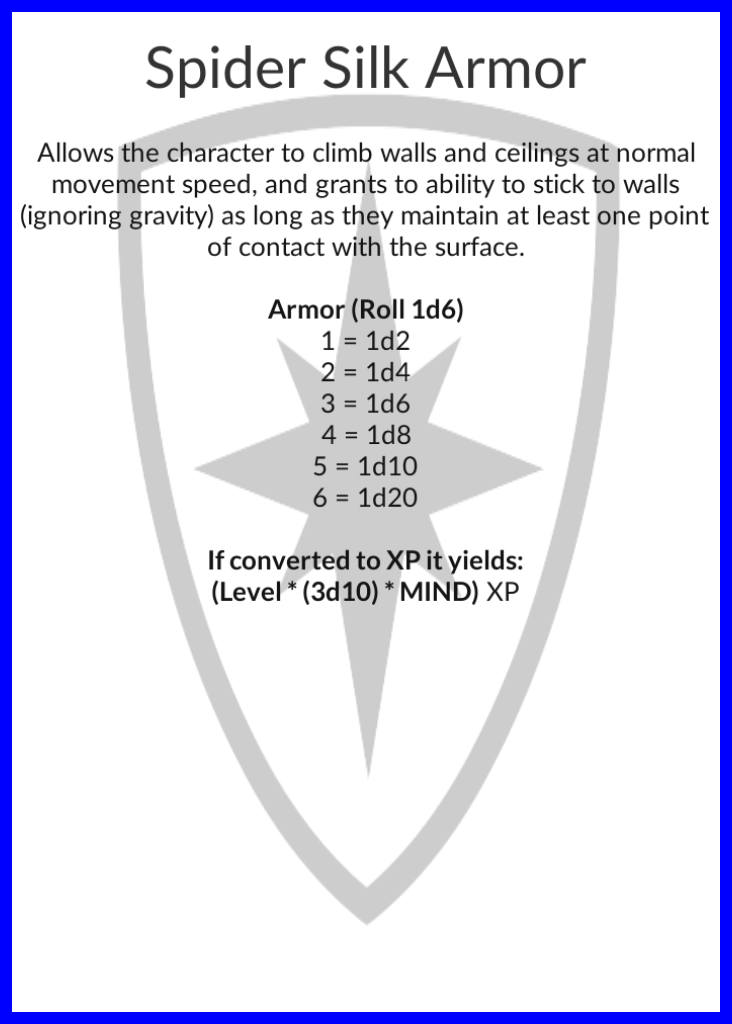 Spider Silk Armor
Allows the character to climb walls and ceilings at normal
movement speed, and grants to ability to stick to walls
(ignoring gravity) as long as they maintain at least one point
of contact with the surface.
Armor (Roll 1d6)
1 = 1d2
2 = 1d4
3 = 1d6
4 = 1d8
5 = 1d10
6 = 1d20
If converted to XP it yields:
(Level * (3d10) * MIND) XP